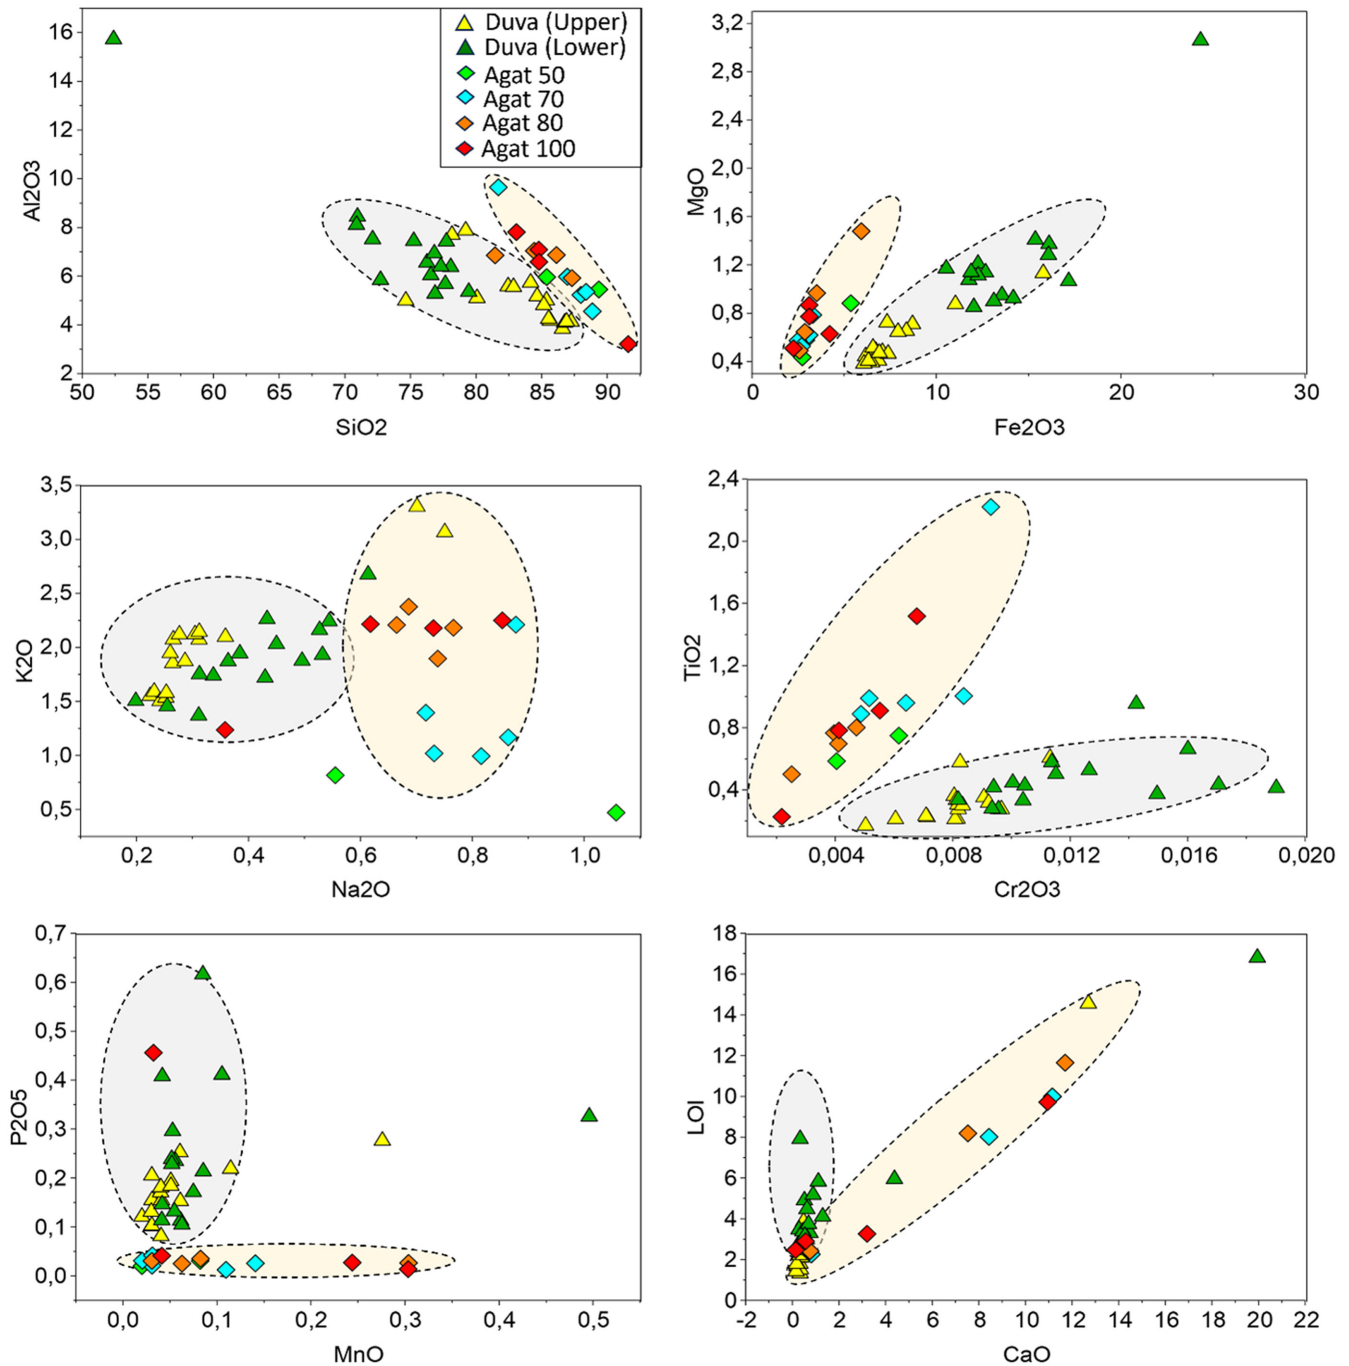 16
14
12
10
8
6
4
2
Al2O3
50 55 60 65 70 75 80 85 90
SiO2
Duva (Upper)
Duva (Lower)
Agat 50
Agat 70
Agat 80
Agat 100
3,2
2,8
2,4
2,0
1,6
1,2
0,8
0,4
MgO
0 10 20 30
Fe2O3
3,5
3,0
2,5
2,0
1,5
1,0
0,5
K2O
0,2 0,4 0,6 0,8 1,0
Na2O
2,4
2,0
1,6
1,2
0,8
0,4
TiO2
0,004 0,008 0,012 0,016 0,020
Cr2O3
0,7
0,6
0,5
0,4
0,3
0,2
0,1
0,0
P2O5
0,0 0,1 0,2 0,3 0,4 0,5
MnO
18
16
14
12
10
8
6
4
2
0
LOI
-2 0 2 4 6 8 10 12 14 16 18 20 22
CaO